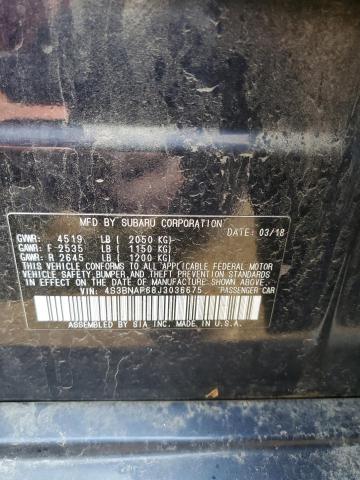 MFD BY SUBARU CORPORATION
DATE: 03/18
GVWR: 4519 LB ( 2050 KG)
GAWR: F 2535 LB ( 1150 KG)
GAWR: R 2645 LB ( 1200 KG)
THIS VEHICLE CONFORMS TO ALL APPLICABLE FEDERAL MOTOR
VEHICLE SAFETY, BUMPER, AND THEFT PREVENTION STANDARDS
IN EFFECT ON THE DATE OF MANUFACTURE SHOWN ABOVE.
VIN: 4S3BNAP68J3036675 PASSENGER CAR
ASSEMBLED BY SIA INC. MADE IN U.S.A.